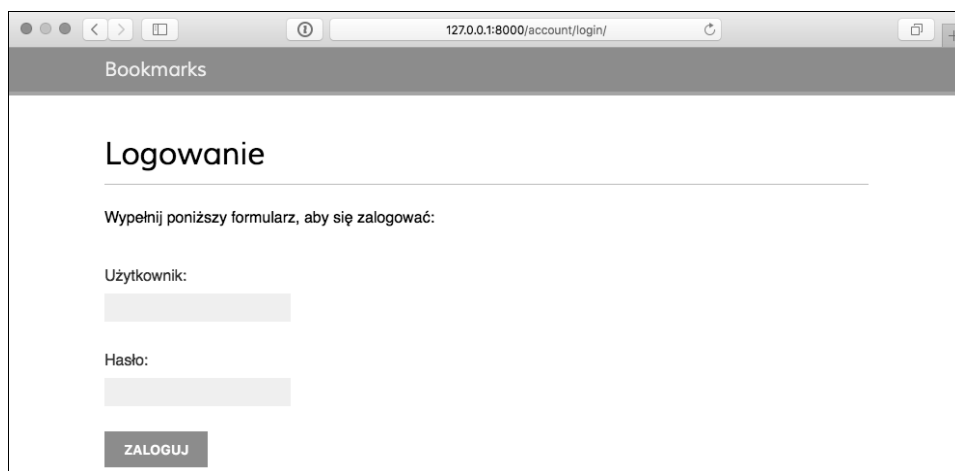 127.0.0.1:8000/account/login/
Bookmarks
Logowanie
Wypełnij poniższy formularz, aby się zalogować:
Użytkownik:
Hasło:
ZALOGUJ